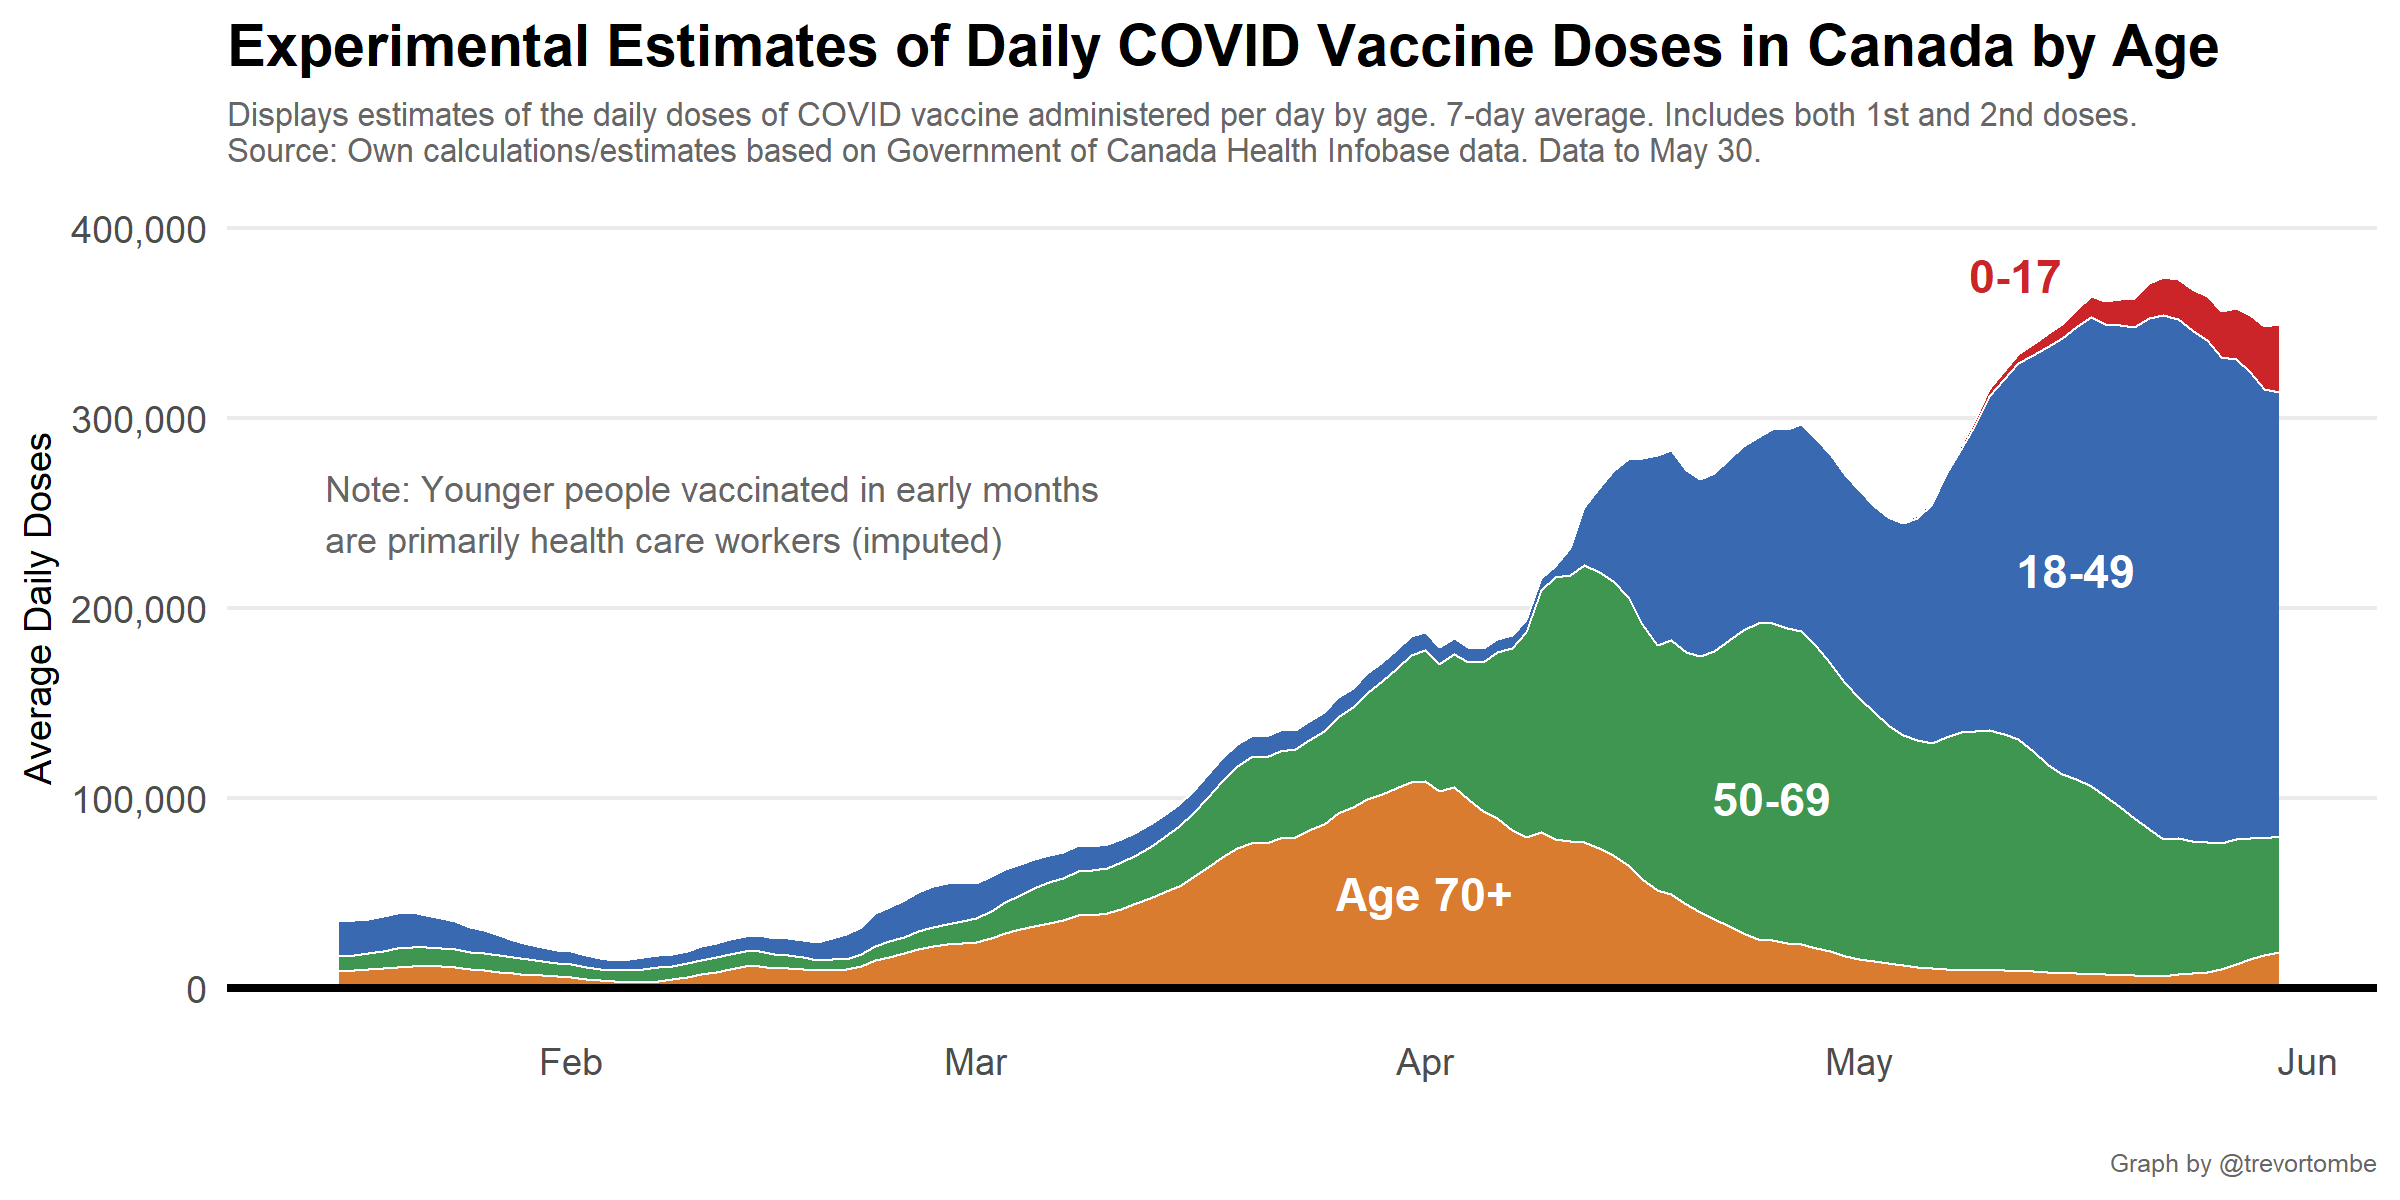 Experimental Estimates of Daily COVID Vaccine Doses in Canada by Age
Displays estimates of the daily doses of COVID vaccine administered per day by age. 7-day average. Includes both 1st and 2nd doses.
Source: Own calculations/estimates based on Government of Canada Health Infobase data. Data to May 30.
Average Daily Doses
400,000
300,000
200,000
100,000
0
Note: Younger people vaccinated in early months
are primarily health care workers (imputed)
0-17
18-49
50-69
Age 70+
Feb
Mar
Apr
May
Jun
Graph by @trevortombe